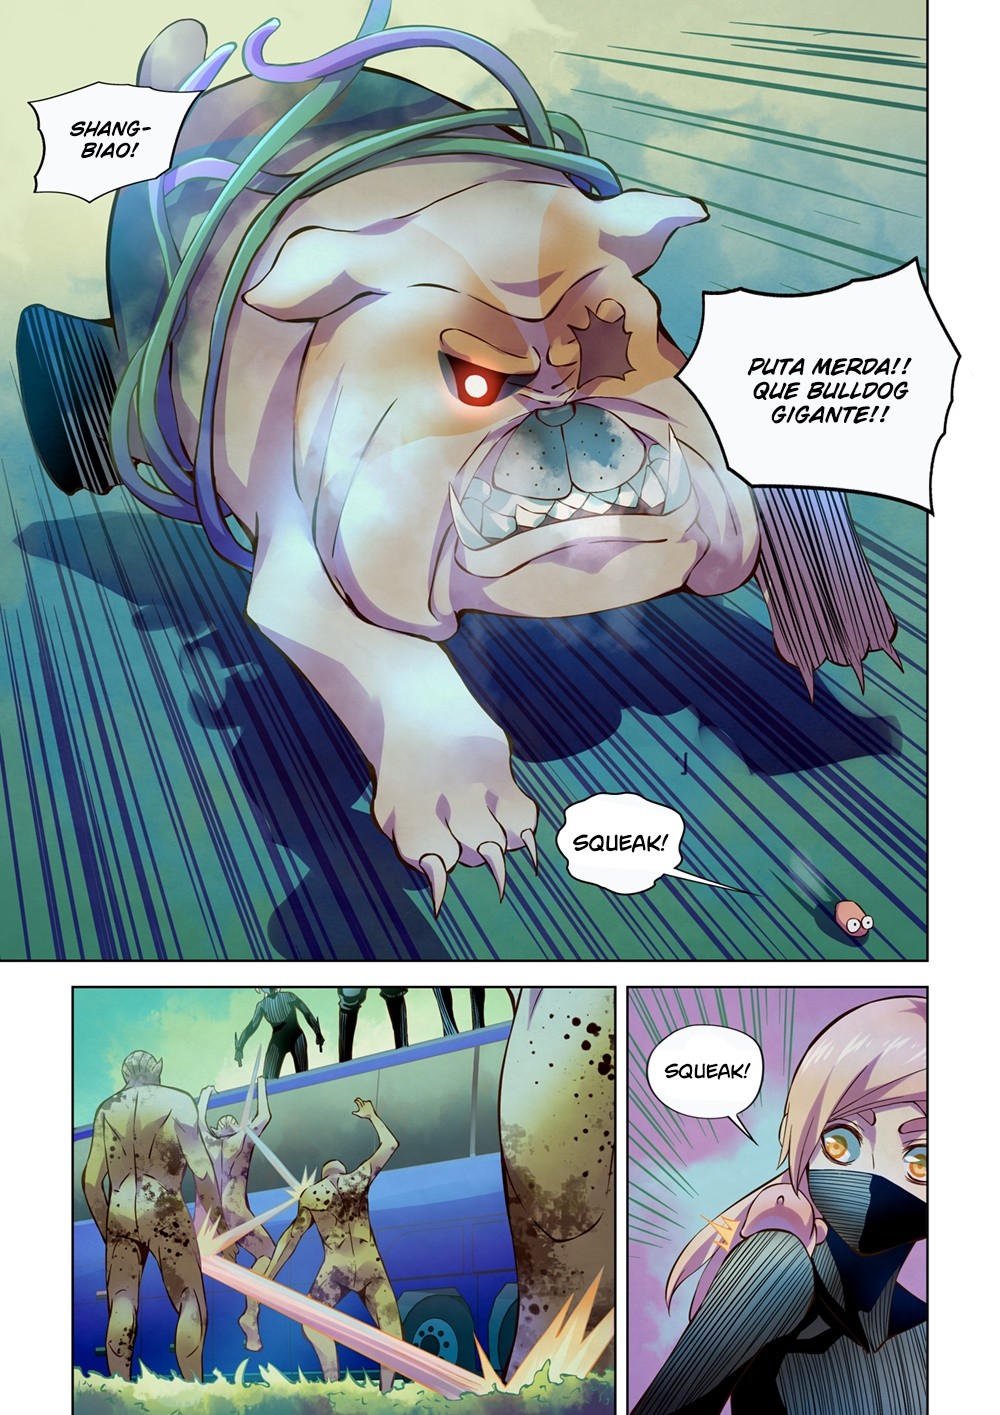 SHANG-
BIAO!
PUTA MERDA!!
QUE BULLDOG
GIGANTE!!
SQUEAK!
SQUEAK!